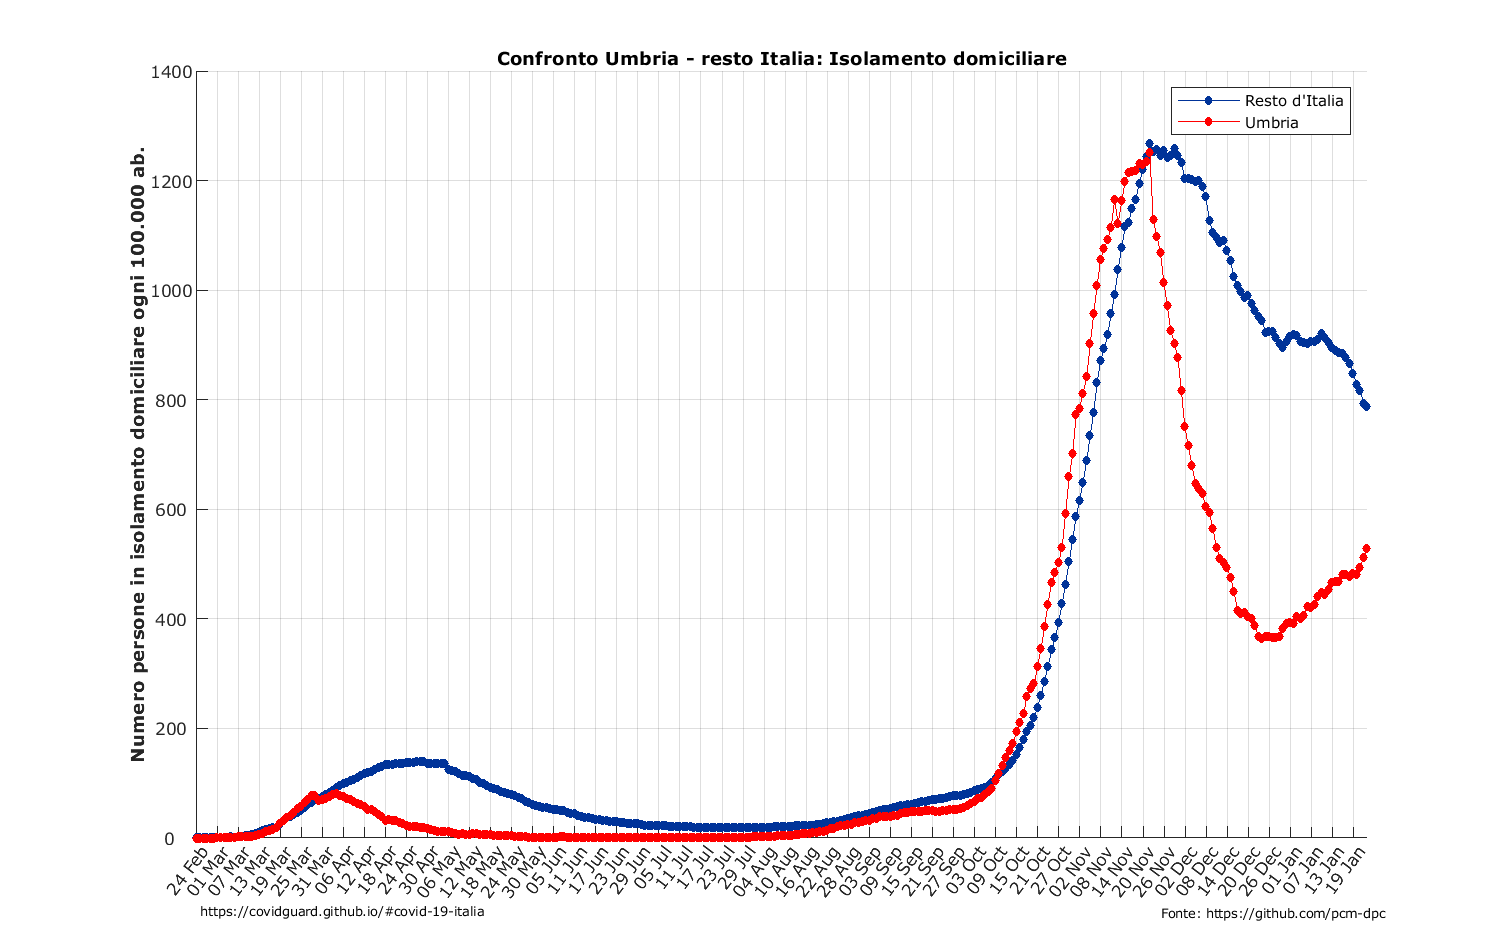 Confronto Umbria - resto Italia: Isolamento domiciliare
Resto d'Italia
Umbria
Numero persone in isolamento domiciliare ogni 100.000 ab.
1400
1200
1000
800
600
400
200
0
24 Feb
01 Mar
07 Mar
13 Mar
19 Mar
25 Mar
31 Mar
06 Apr
12 Apr
18 Apr
24 Apr
30 Apr
06 May
12 May
18 May
24 May
30 May
05 Jun
11 Jun
17 Jun
23 Jun
29 Jun
05 Jul
11 Jul
17 Jul
23 Jul
29 Jul
04 Aug
10 Aug
16 Aug
22 Aug
28 Aug
03 Sep
09 Sep
15 Sep
21 Sep
27 Sep
03 Oct
09 Oct
15 Oct
21 Oct
27 Oct
02 Nov
08 Nov
14 Nov
20 Nov
26 Nov
02 Dec
08 Dec
14 Dec
20 Dec
26 Dec
01 Jan
07 Jan
13 Jan
19 Jan
https://covidguard.github.io/#covid-19-italia
Fonte: https://github.com/pcm-dpc